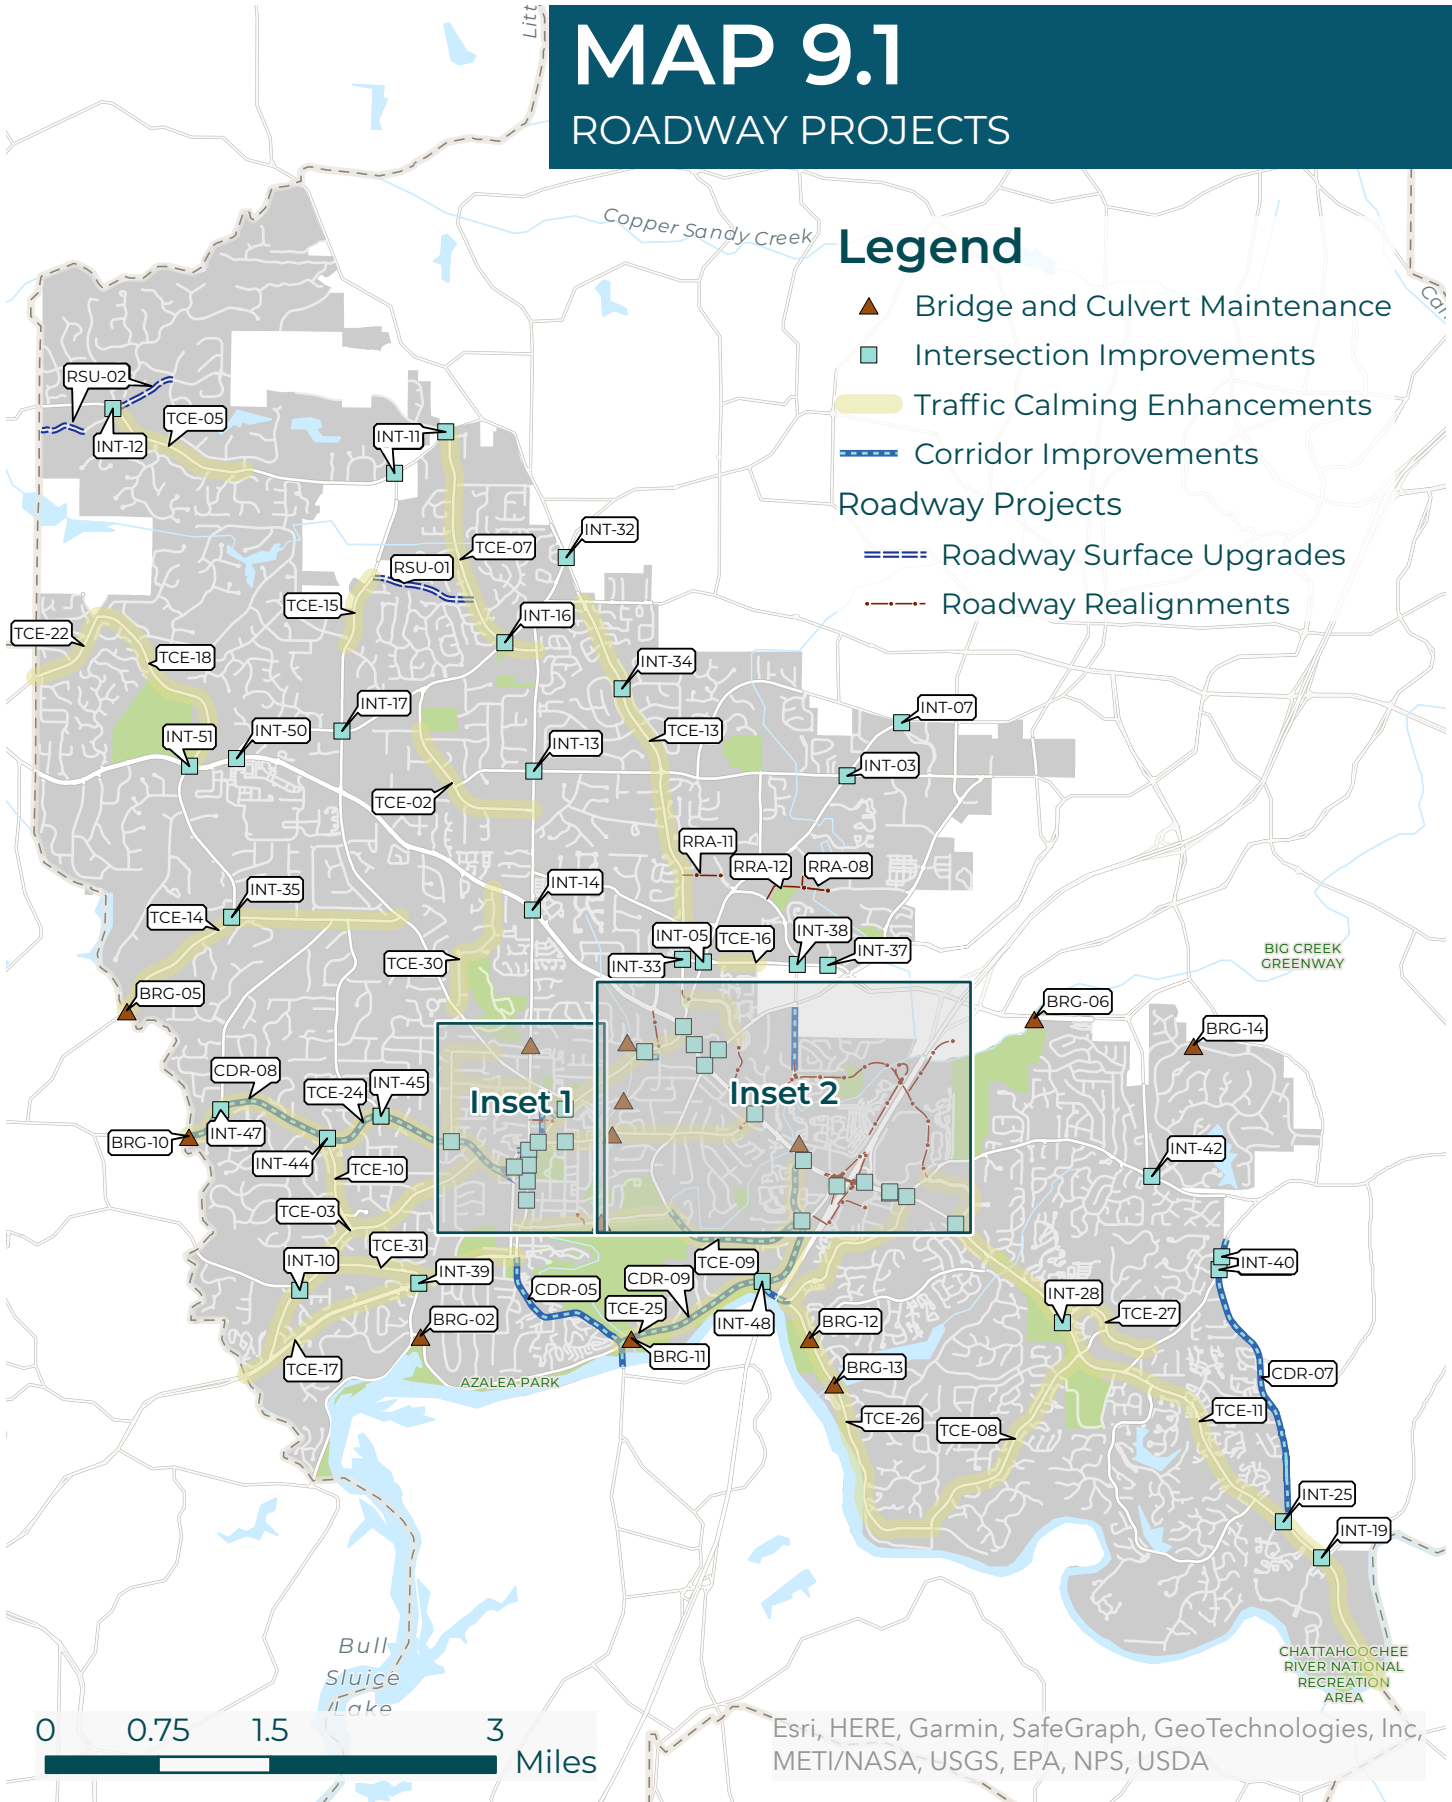 Litt
MAP 9.1
ROADWAY PROJECTS
Copper Sandy Creek
Legend
Bridge and Culvert Maintenance
Intersection Improvements
Traffic Calming Enhancements
Corridor Improvements
Roadway Projects
Roadway Surface Upgrades
Roadway Realignments
Can
RSU-02
TCE-05
INT-12
INT-11
INT-32
TCE-07
RSU-01
TCE-15
INT-16
TCE-22
TCE-18
INT-34
INT-17
INT-07
INT-51
INT-50
TCE-13
INT-13
INT-03
TCE-02
RRA-11
RRA-12
RRA-08
INT-35
INT-14
TCE-14
INT-05
TCE-16
INT-38
INT-37
INT-33
TCE-30
BIG CREEK
GREENWAY
BRG-05
BRG-06
BRG-14
CDR-08
TCE-24
INT-45
Inset 1
Inset 2
BRG-10
INT-47
INT-44
TCE-10
INT-42
TCE-03
TCE-31
INT-10
INT-39
TCE-09
INT-40
CDR-05
CDR-09
TCE-25
INT-28
TCE-27
BRG-02
INT-48
BRG-12
BRG-11
TCE-17
BRG-13
CDR-07
AZALEA PARK
TCE-26
TCE-08
TCE-11
INT-25
INT-19
Bull
Sluice
Lake
CHATTAHOOCHEE
RIVER NATIONAL
RECREATION
AREA
0 0.75 1.5 3
Miles
Esri, HERE, Garmin, SafeGraph, GeoTechnologies, Inc,
METI/NASA, USGS, EPA, NPS, USDA